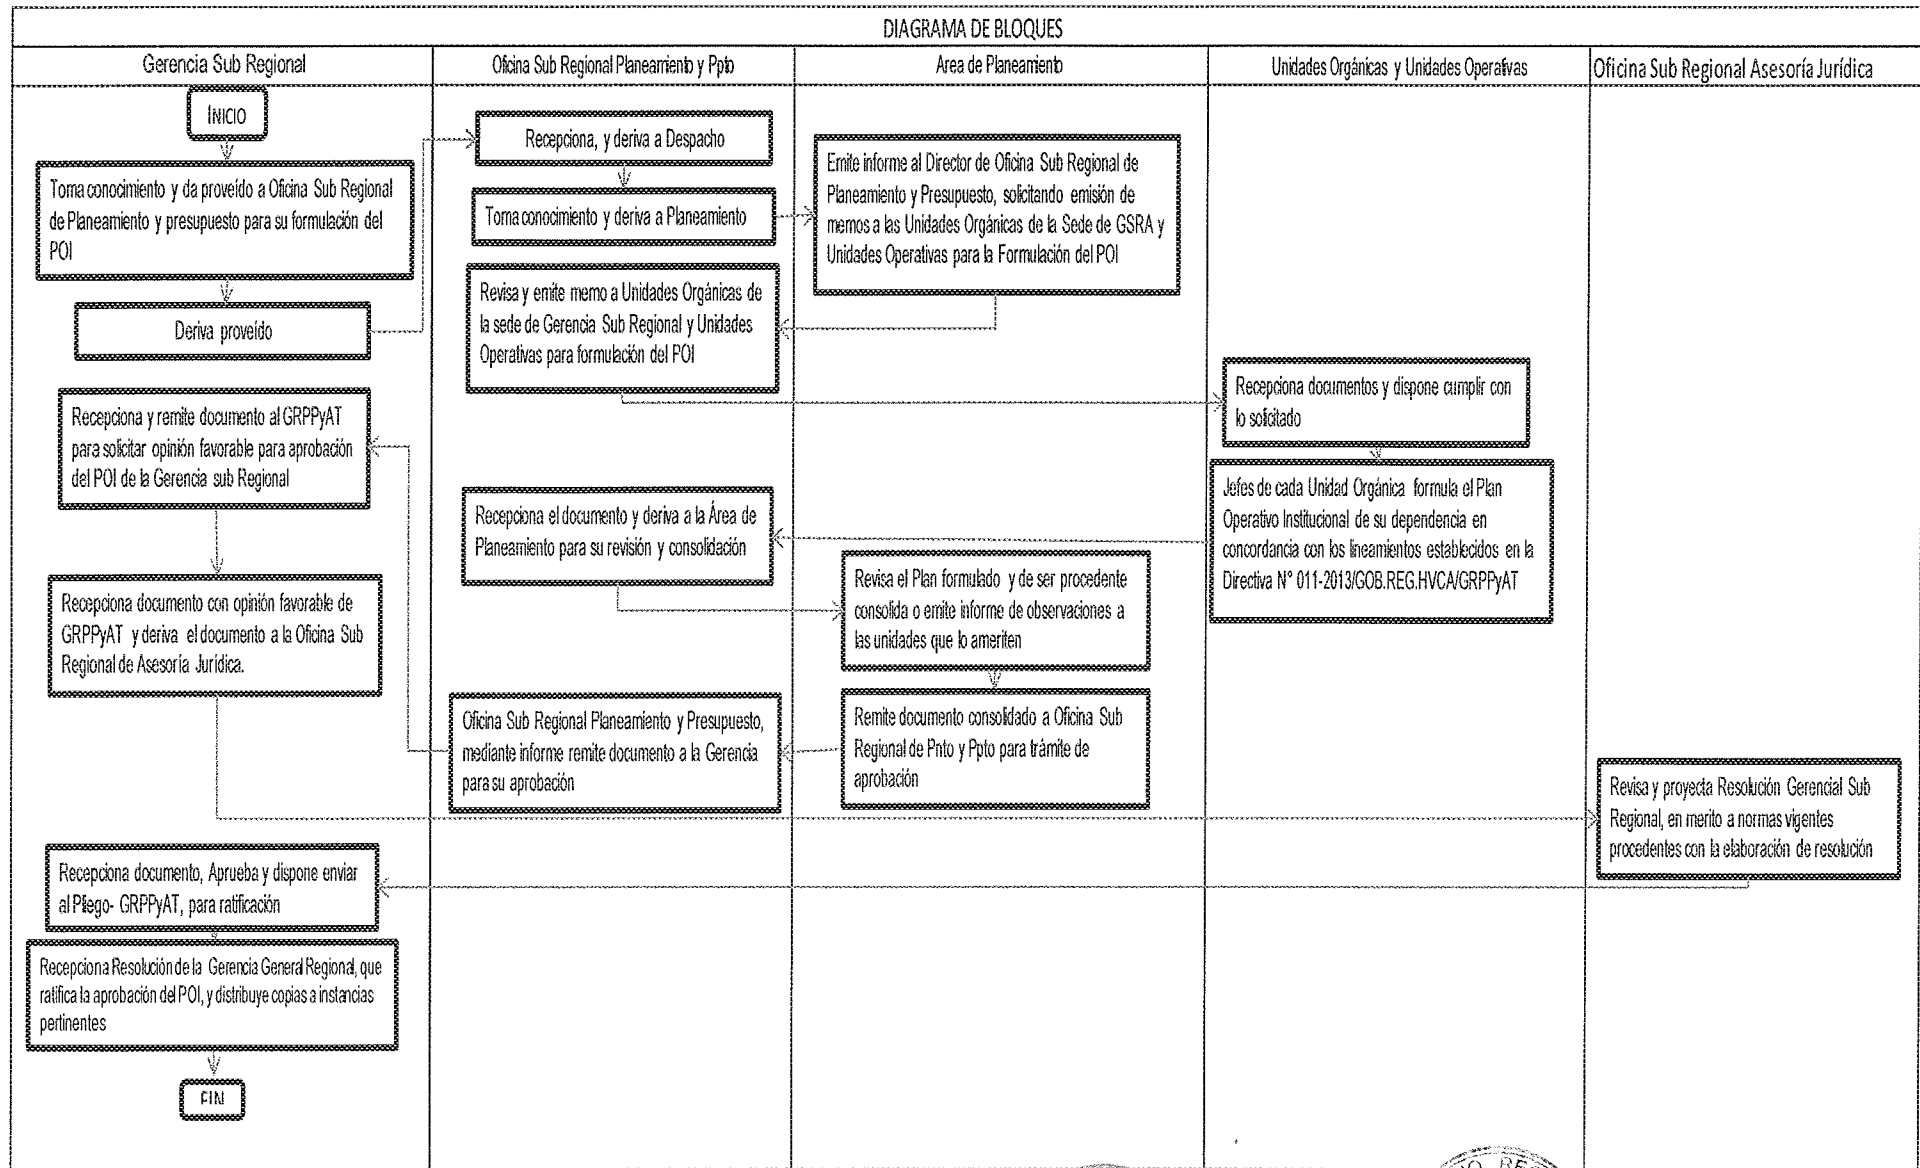 DIAGRAMA DE BLOQUES
Gerencia Sub Regional
Oficina Sub Regional Planeamiento y Ppto
Area de Planeamiento
Unidades Orgánicas y Unidades Operativas
Oficina Sub Regional Asesoría Jurídica
INICIO
Toma conocimiento y da proveído a Oficina Sub Regional
de Planeamiento y presupuesto para su formulación del
POI
Deriva proveído
Recepciona, y deriva a Despacho
Toma conocimiento y deriva a Planeamiento
Emite informe al Director de Oficina Sub Regional de
Planeamiento y Presupuesto, solicitando emisión de
memos a las Unidades Orgánicas de la Sede de GSRA y
Unidades Operativas para la Formulación del POI
Revisa y emite memo a Unidades Orgánicas de
la sede de Gerencia Sub Regional y Unidades
Operativas para formulación del POI
Recepciona documentos y dispone cumplir con
lo solicitado
Jefes de cada Unidad Orgánica formula el Plan
Operativo Institucional de su dependencia en
concordancia con los lineamientos establecidos en la
Directiva N° 011-2013/GOB.REG.HVCA/GRPPyAT
Recepciona el documento y deriva a la Área de
Planeamiento para su revisión y consolidación
Revisa el Plan formulado y de ser procedente
consolida o emite informe de observaciones a
las unidades que lo ameriten
Remite documento consolidado a Oficina Sub
Regional de Pnto y Ppto para trámite de
aprobación
Oficina Sub Regional Planeamiento y Presupuesto,
mediante informe remite documento a la Gerencia
para su aprobación
Recepciona y remite documento al GRPPyAT
para solicitar opinión favorable para aprobación
del POI de la Gerencia sub Regional
Recepciona documento con opinión favorable de
GRPPyAT y deriva el documento a la Oficina Sub
Regional de Asesoría Jurídica.
Revisa y proyecta Resolución Gerencial Sub
Regional, en merito a normas vigentes
procedentes con la elaboración de resolución
Recepciona documento, Aprueba y dispone enviar
al Pliego- GRPPyAT, para ratificación
Recepciona Resolución de la Gerencia General Regional, que
ratifica la aprobación del POI, y distribuye copias a instancias
pertinentes
FIN